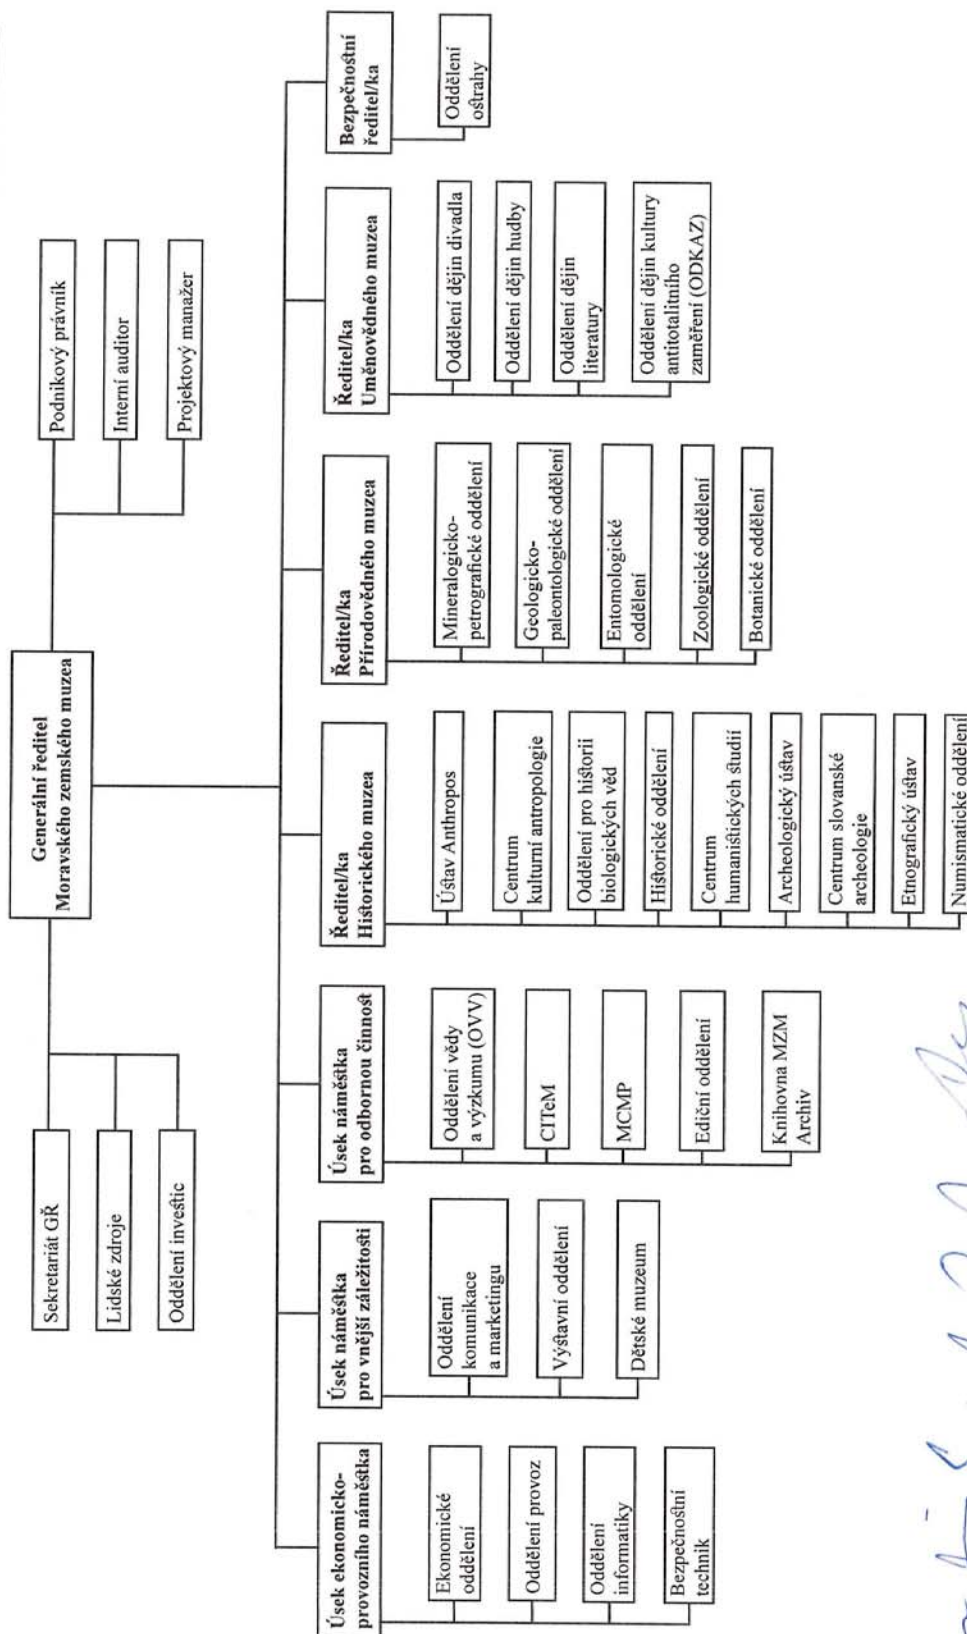 Generální ředitel
Moravského zemského muzea
Sekretariát GŘ
Lidské zdroje
Oddělení investic
Podnikový právník
Interní auditor
Projektový manažer
Úsek ekonomicko-
provozního náměstka
Ekonomické
oddělení
Oddělení provoz
Oddělení
informatiky
Bezpečnostní
technik
Úsek náměstka
pro vnější záležitosti
Oddělení
komunikace
a marketingu
Výstavní oddělení
Dětské muzeum
Úsek náměstka
pro odbornou činnost
Oddělení vědy
a výzkumu (OVV)
CITeM
MCMP
Ediční oddělení
Knihovna MZM
Archiv
Ředitel/ka
Historického muzea
Ústav Anthropos
Centrum
kulturní antropologie
Oddělení pro historii
biologických věd
Historické oddělení
Centrum
humanistických studií
Archeologický ústav
Centrum slovanské
archeologie
Etnografický ústav
Numismatické oddělení
Ředitel/ka
Přírodovědného muzea
Mineralogicko-
petrografické oddělení
Geologicko-
paleontologické oddělení
Entomologické
oddělení
Zoologické oddělení
Botanické oddělení
Ředitel/ka
Uměnovědného muzea
Oddělení dějin divadla
Oddělení dějin hudby
Oddělení dějin
literatury
Oddělení dějin kultury
antitotalitního
zaměření (ODKAZ)
Bezpečnostní
ředitel/ka
Oddělení
ostrahy